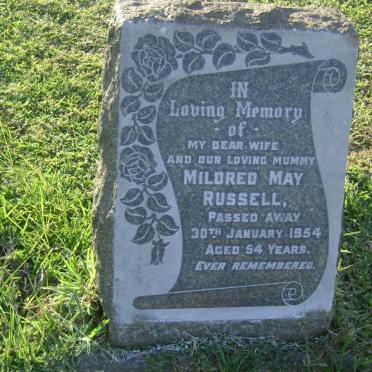 IN
Loving Memory
- of -
MY DEAR WIFE
AND OUR LOVING MUMMY
MILDRED MAY
RUSSELL,
PASSED AWAY
30TH JANUARY 1954
AGED 54 YEARS.
EVER REMEMBERED.